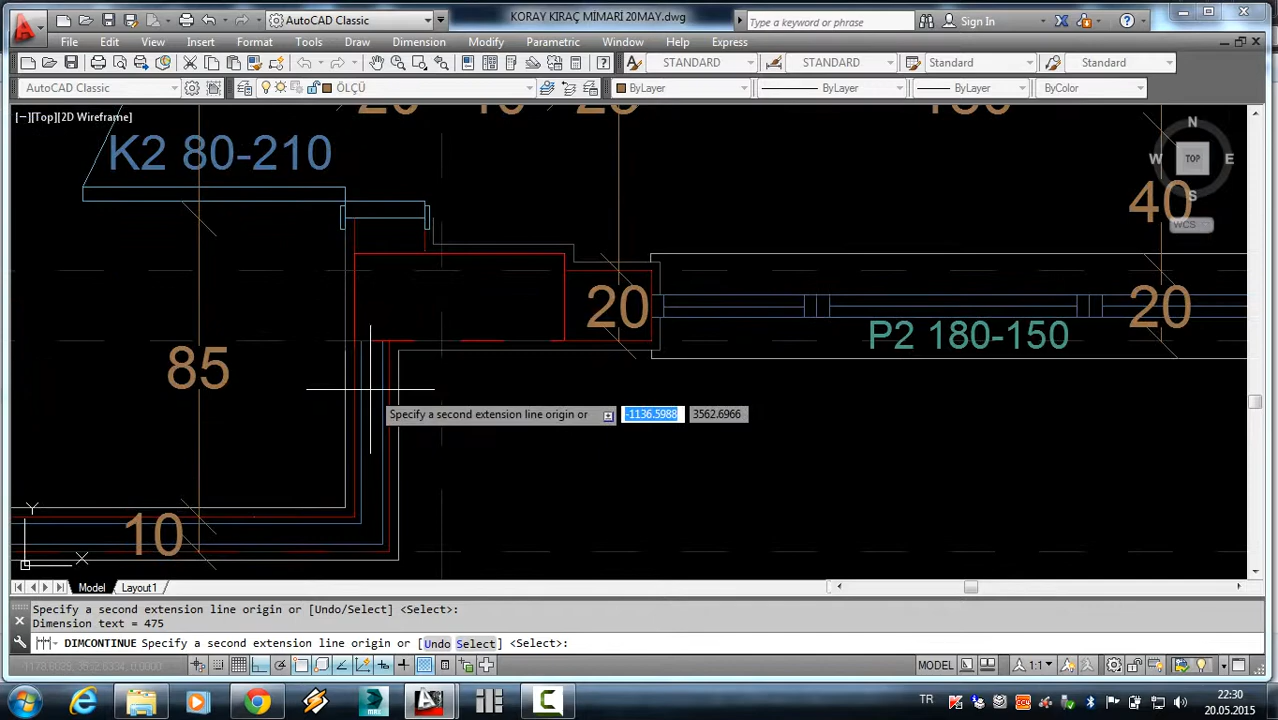 AutoCAD Classic
KORAY KIRAÇ MİMARİ 20MAY.dwg
Type a keyword or phrase
Sign In
File Edit View Insert Format Tools Draw Dimension Modify Parametric Window Help Express
STANDARD STANDARD Standard Standard
AutoCAD Classic ÖLÇÜ ByLayer ByLayer ByLayer ByColor
[−][Top][2D Wireframe]
N
W TOP E
S
WCS
K2 80-210
40
20 20
P2 180-150
85
Specify a second extension line origin or -1136.5988 3562.6966
Y
10
X
Model Layout1
Specify a second extension line origin or [Undo/Select] <Select>:
Dimension text = 475
DIMCONTINUE Specify a second extension line origin or [Undo Select] <Select>:
MODEL 1:1
TR
22:30
20.05.2015